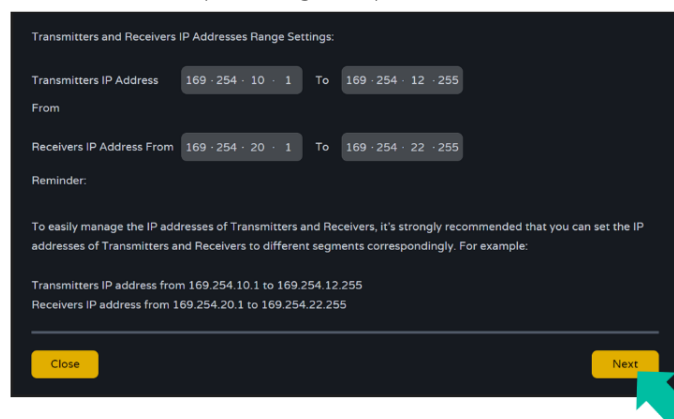 Transmitters and Receivers IP Addresses Range Settings:
Transmitters IP Address From 169 · 254 · 10 · 1 To 169 · 254 · 12 · 255
Receivers IP Address From 169 · 254 · 20 · 1 To 169 · 254 · 22 · 255
Reminder:
To easily manage the IP addresses of Transmitters and Receivers, it's strongly recommended that you can set the IP
addresses of Transmitters and Receivers to different segments correspondingly. For example:
Transmitters IP address from 169.254.10.1 to 169.254.12.255
Receivers IP address from 169.254.20.1 to 169.254.22.255
Close Next